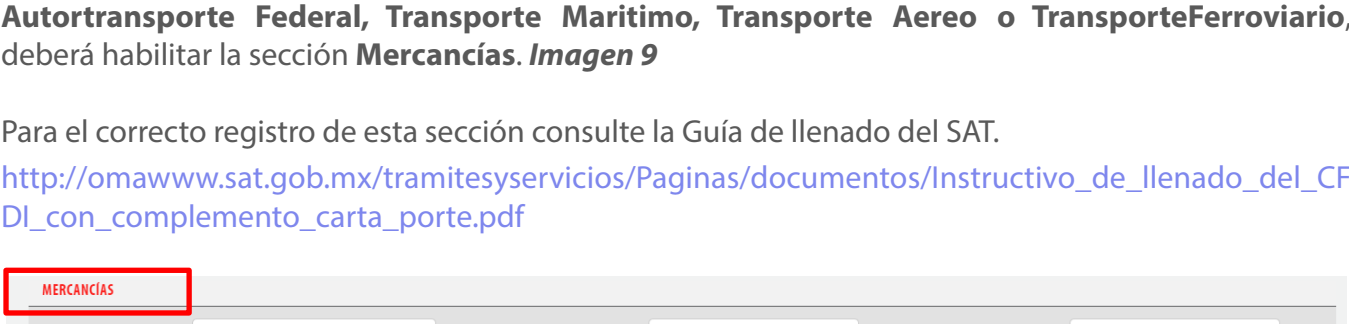 Autortransporte Federal, Transporte Maritimo, Transporte Aereo o TransporteFerroviario,
deberá habilitar la sección Mercancías. Imagen 9
Para el correcto registro de esta sección consulte la Guía de llenado del SAT.
http://omawww.sat.gob.mx/tramitesyservicios/Paginas/documentos/Instructivo_de_llenado_del_CF
DI_con_complemento_carta_porte.pdf
MERCANCÍAS